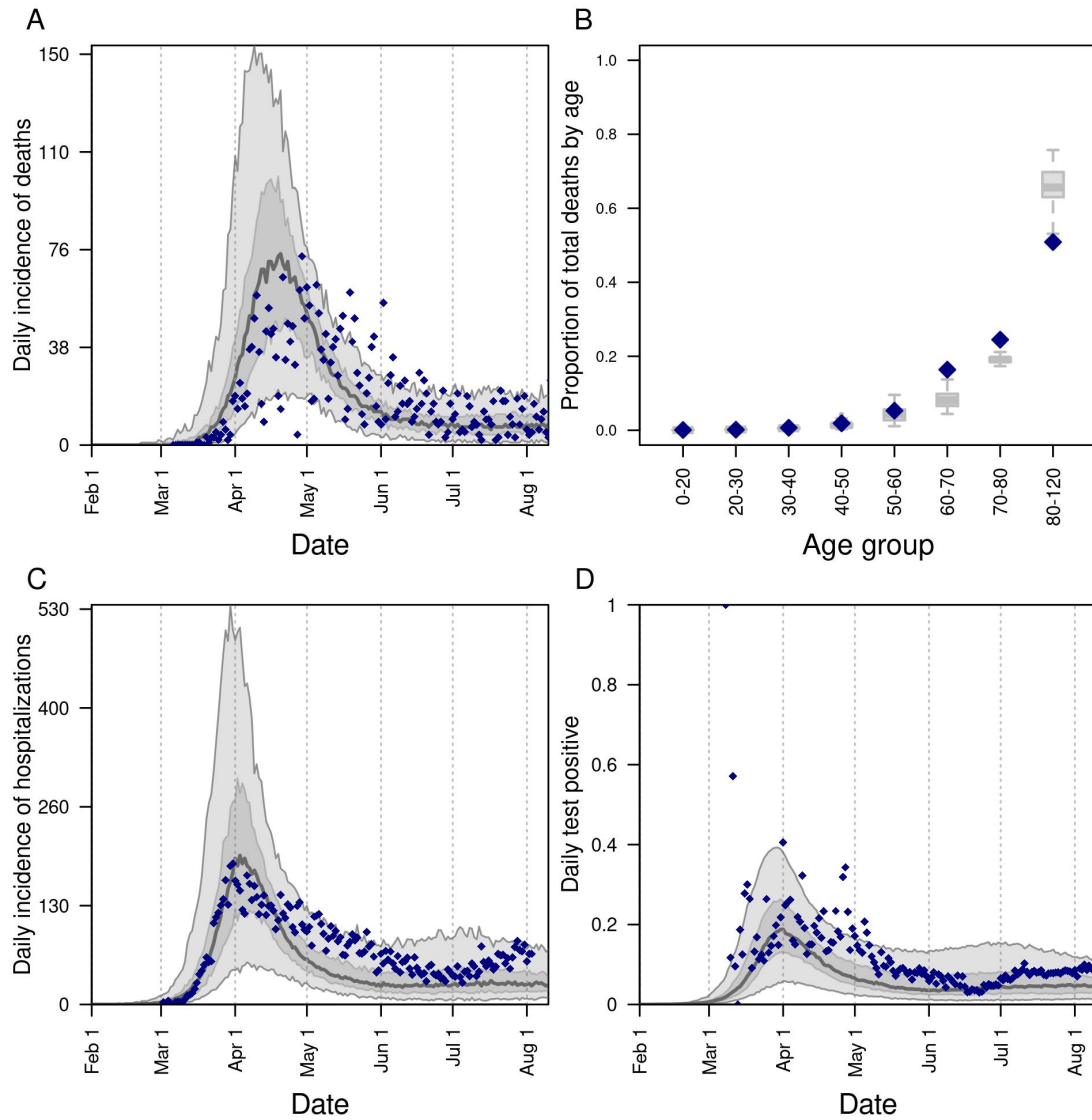 A
Daily incidence of deaths
150
110
76
38
0
Feb 1
Mar 1
Apr 1
May 1
Jun 1
Jul 1
Aug 1
Date
B
Proportion of total deaths by age
1.0
0.8
0.6
0.4
0.2
0.0
0-20
20-30
30-40
40-50
50-60
60-70
70-80
80-120
Age group
C
Daily incidence of hospitalizations
530
400
260
130
0
Feb 1
Mar 1
Apr 1
May 1
Jun 1
Jul 1
Aug 1
Date
D
Daily test positive
1
0.8
0.6
0.4
0.2
0
Feb 1
Mar 1
Apr 1
May 1
Jun 1
Jul 1
Aug 1
Date